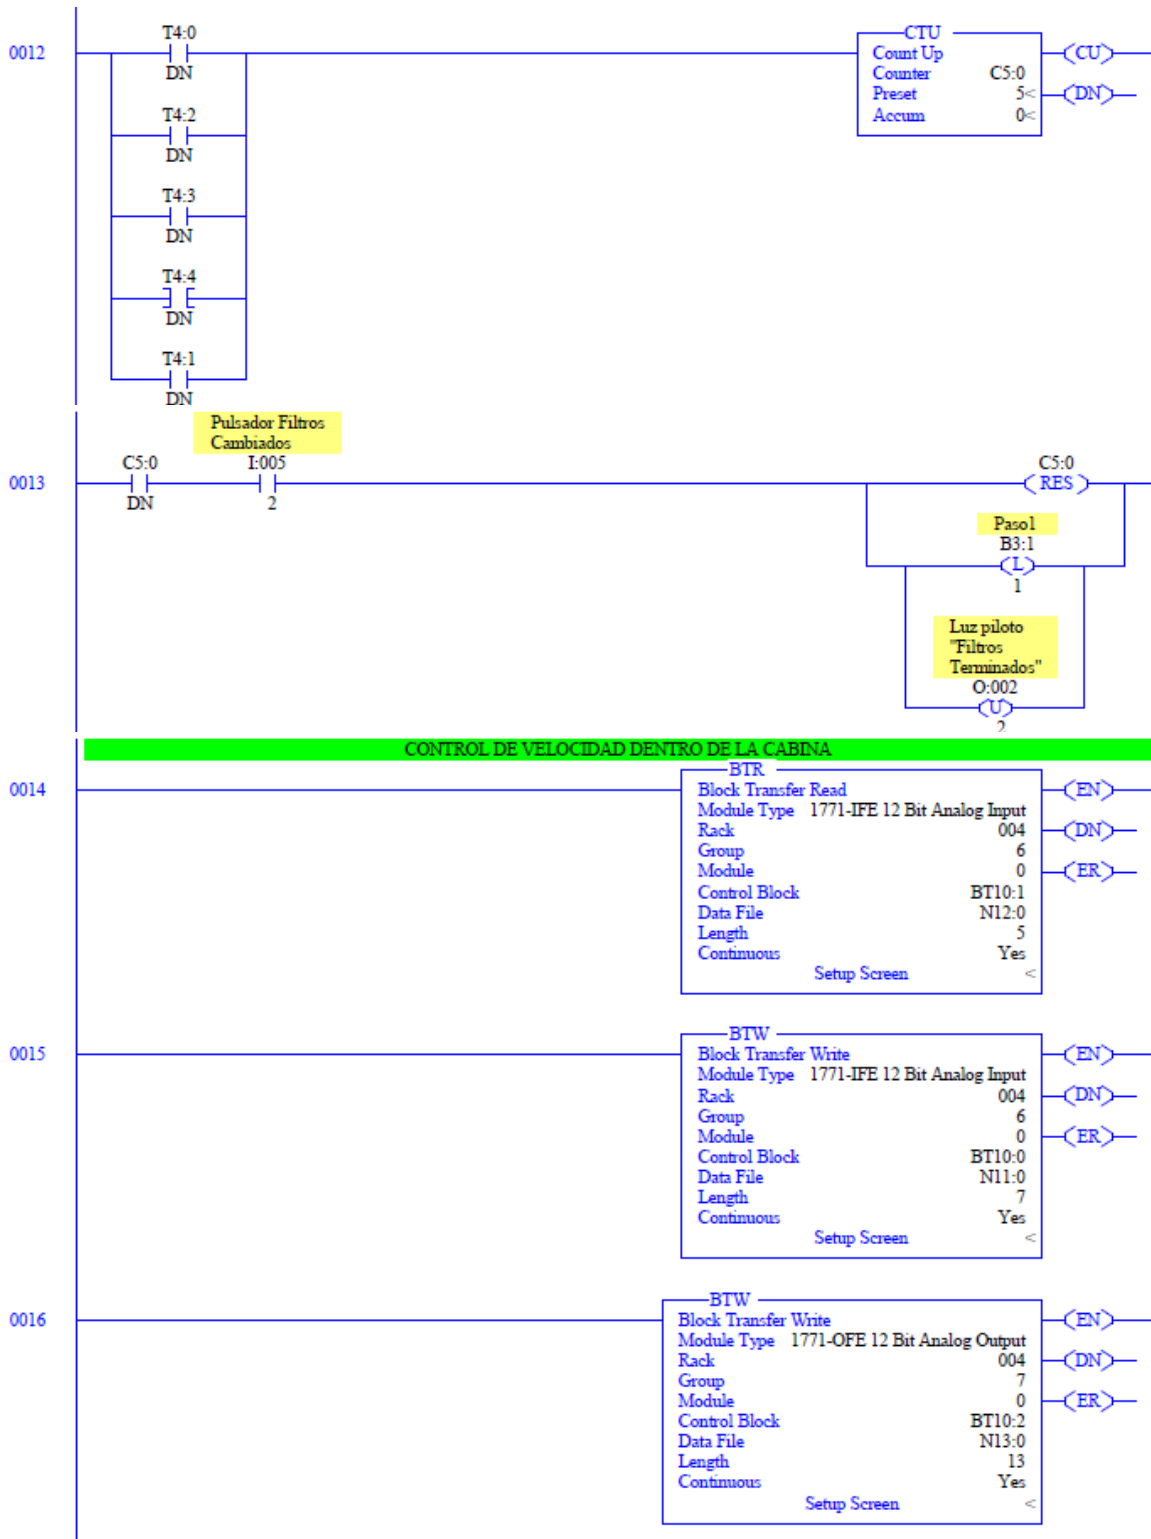 0012
T4:0
DN
T4:2
DN
T4:3
DN
T4:4
DN
T4:1
DN
CTU
Count Up
Counter C5:0
Preset 5<
Accum 0<
CU
DN
0013
C5:0
DN
Pulsador Filtros
Cambiados
I:005
2
C5:0
RES
Paso1
B3:1
L
1
Luz piloto
"Filtros
Terminados"
O:002
U
2
CONTROL DE VELOCIDAD DENTRO DE LA CABINA
0014
BTR
Block Transfer Read
Module Type 1771-IFE 12 Bit Analog Input
Rack 004
Group 6
Module 0
Control Block BT10:1
Data File N12:0
Length 5
Continuous Yes
Setup Screen <
EN
DN
ER
0015
BTW
Block Transfer Write
Module Type 1771-IFE 12 Bit Analog Input
Rack 004
Group 6
Module 0
Control Block BT10:0
Data File N11:0
Length 7
Continuous Yes
Setup Screen <
EN
DN
ER
0016
BTW
Block Transfer Write
Module Type 1771-OFE 12 Bit Analog Output
Rack 004
Group 7
Module 0
Control Block BT10:2
Data File N13:0
Length 13
Continuous Yes
Setup Screen <
EN
DN
ER